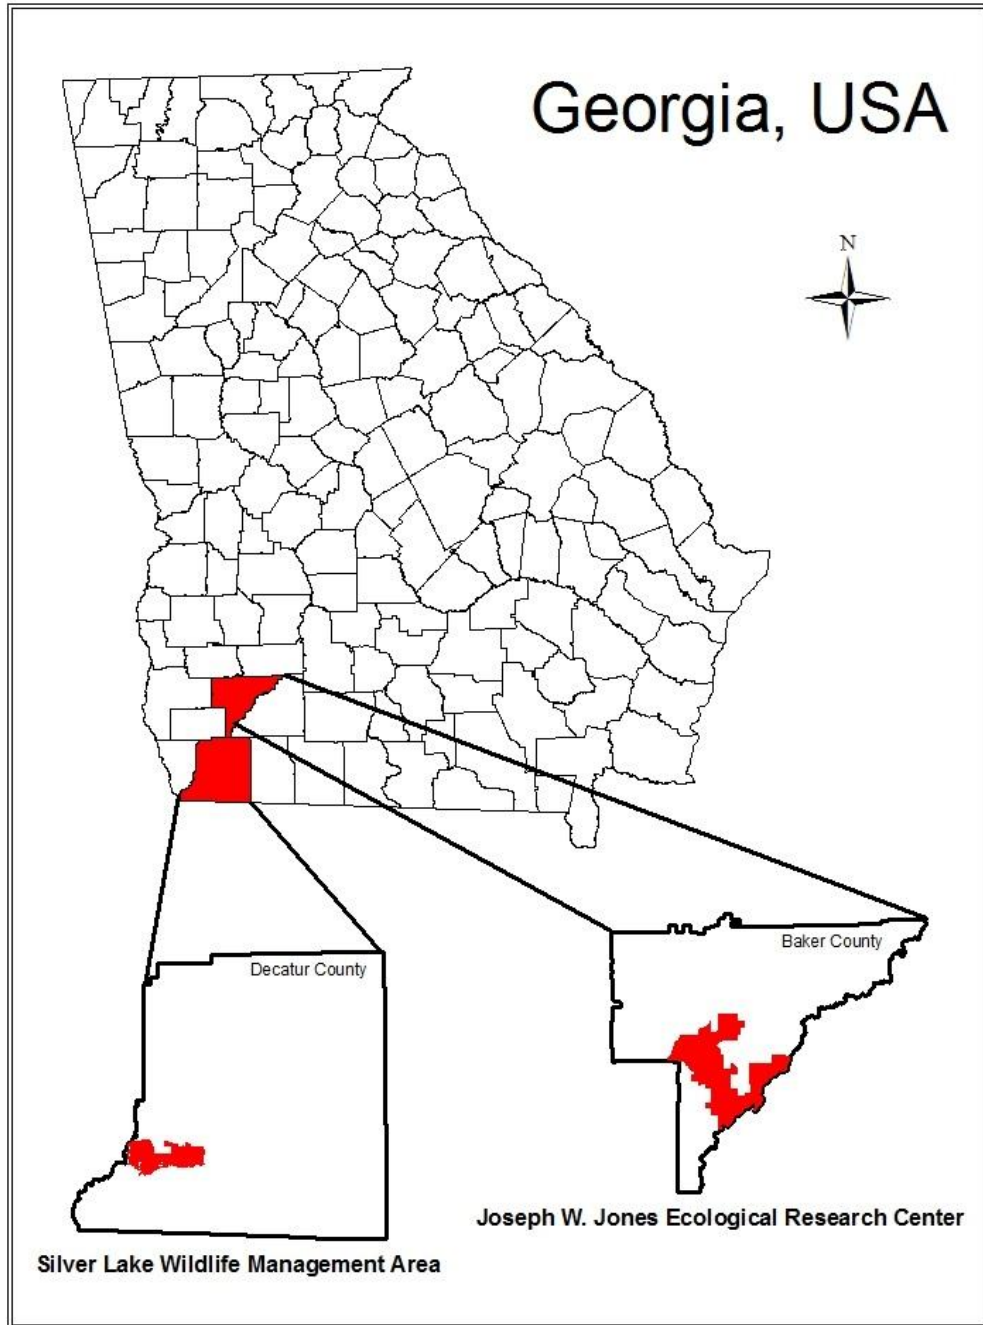 Georgia, USA
N
Baker County
Decatur County
Joseph W. Jones Ecological Research Center
Silver Lake Wildlife Management Area